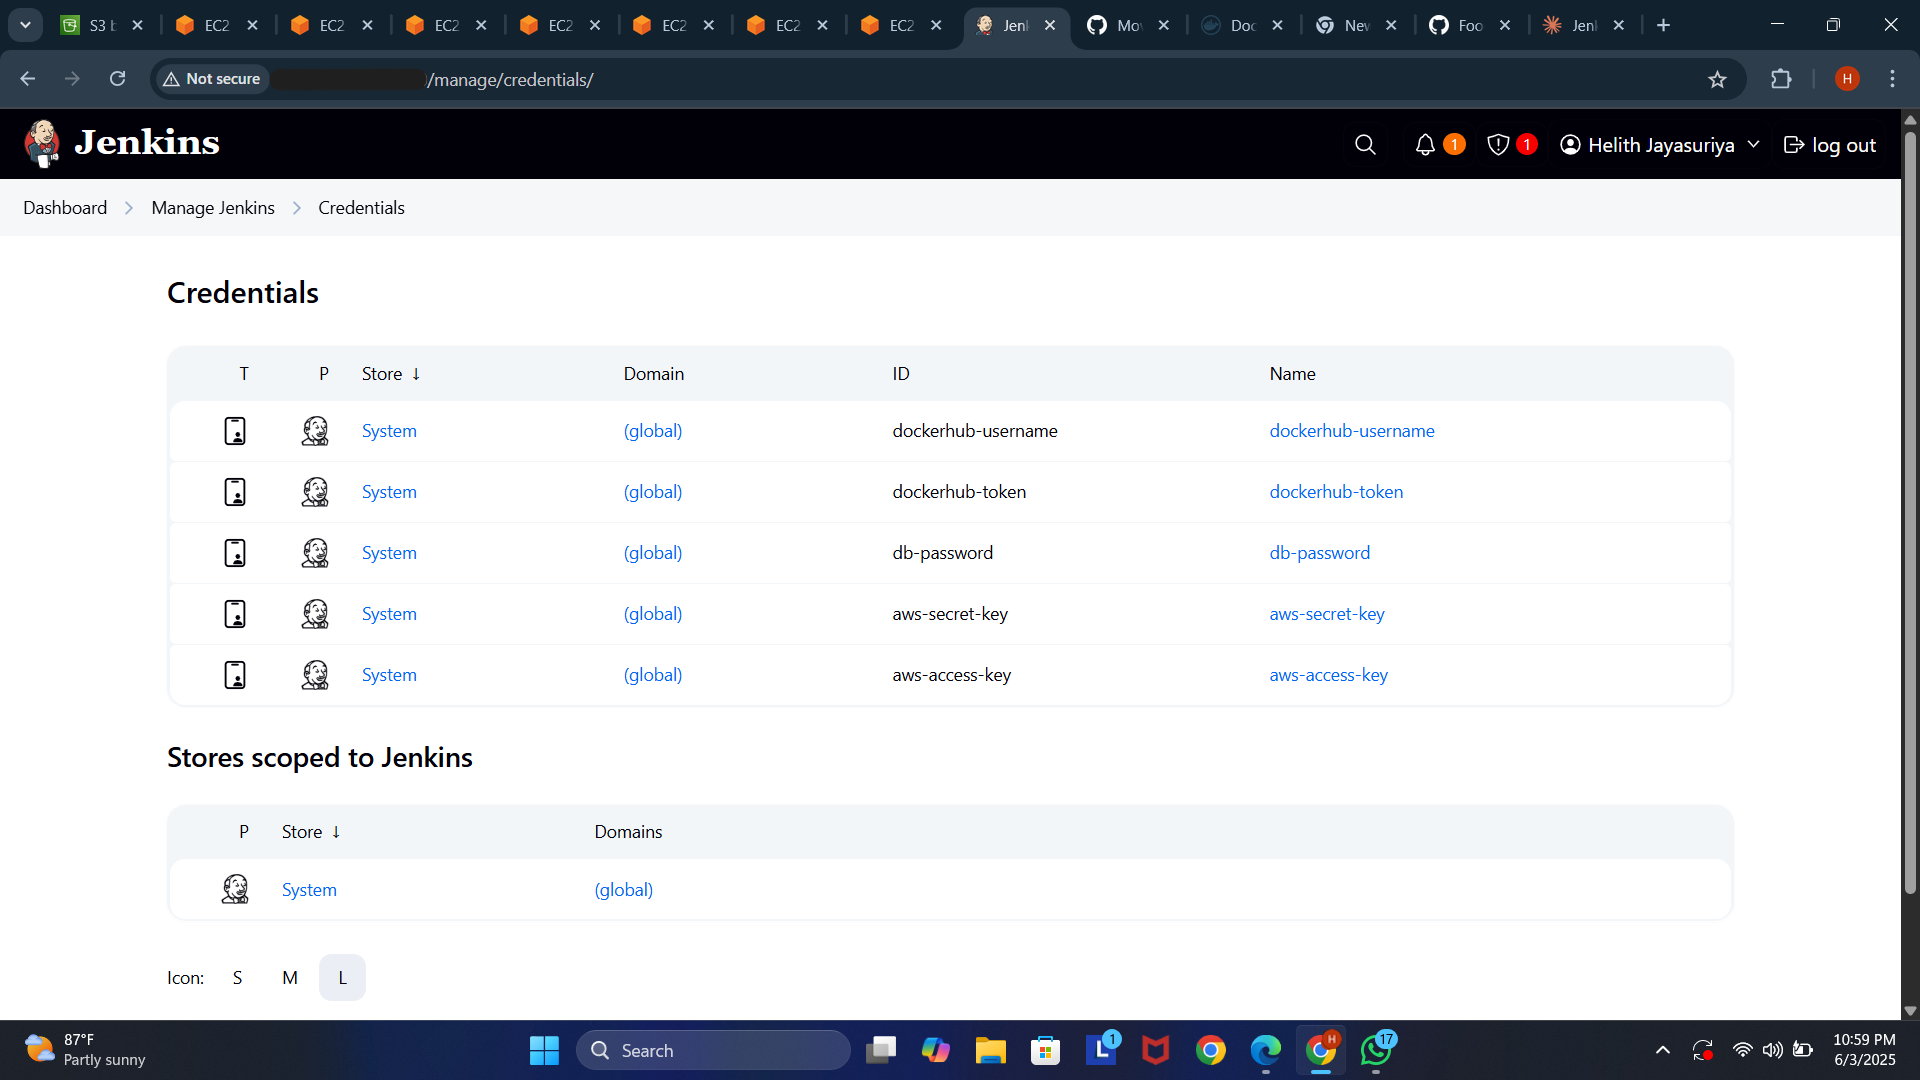 S3 b
EC2
EC2
EC2
EC2
EC2
EC2
EC2
Jen
Mo
Doc
New
Foo
Jen
Not secure
/manage/credentials/
H
Jenkins
1
1
Helith Jayasuriya
log out
Dashboard
Manage Jenkins
Credentials
Credentials
T P Store ↓ Domain ID Name
System (global) dockerhub-username dockerhub-username
System (global) dockerhub-token dockerhub-token
System (global) db-password db-password
System (global) aws-secret-key aws-secret-key
System (global) aws-access-key aws-access-key
Stores scoped to Jenkins
P Store ↓ Domains
System (global)
Icon: S M L
87°F
Partly sunny
Search
L
1
H
17
10:59 PM
6/3/2025